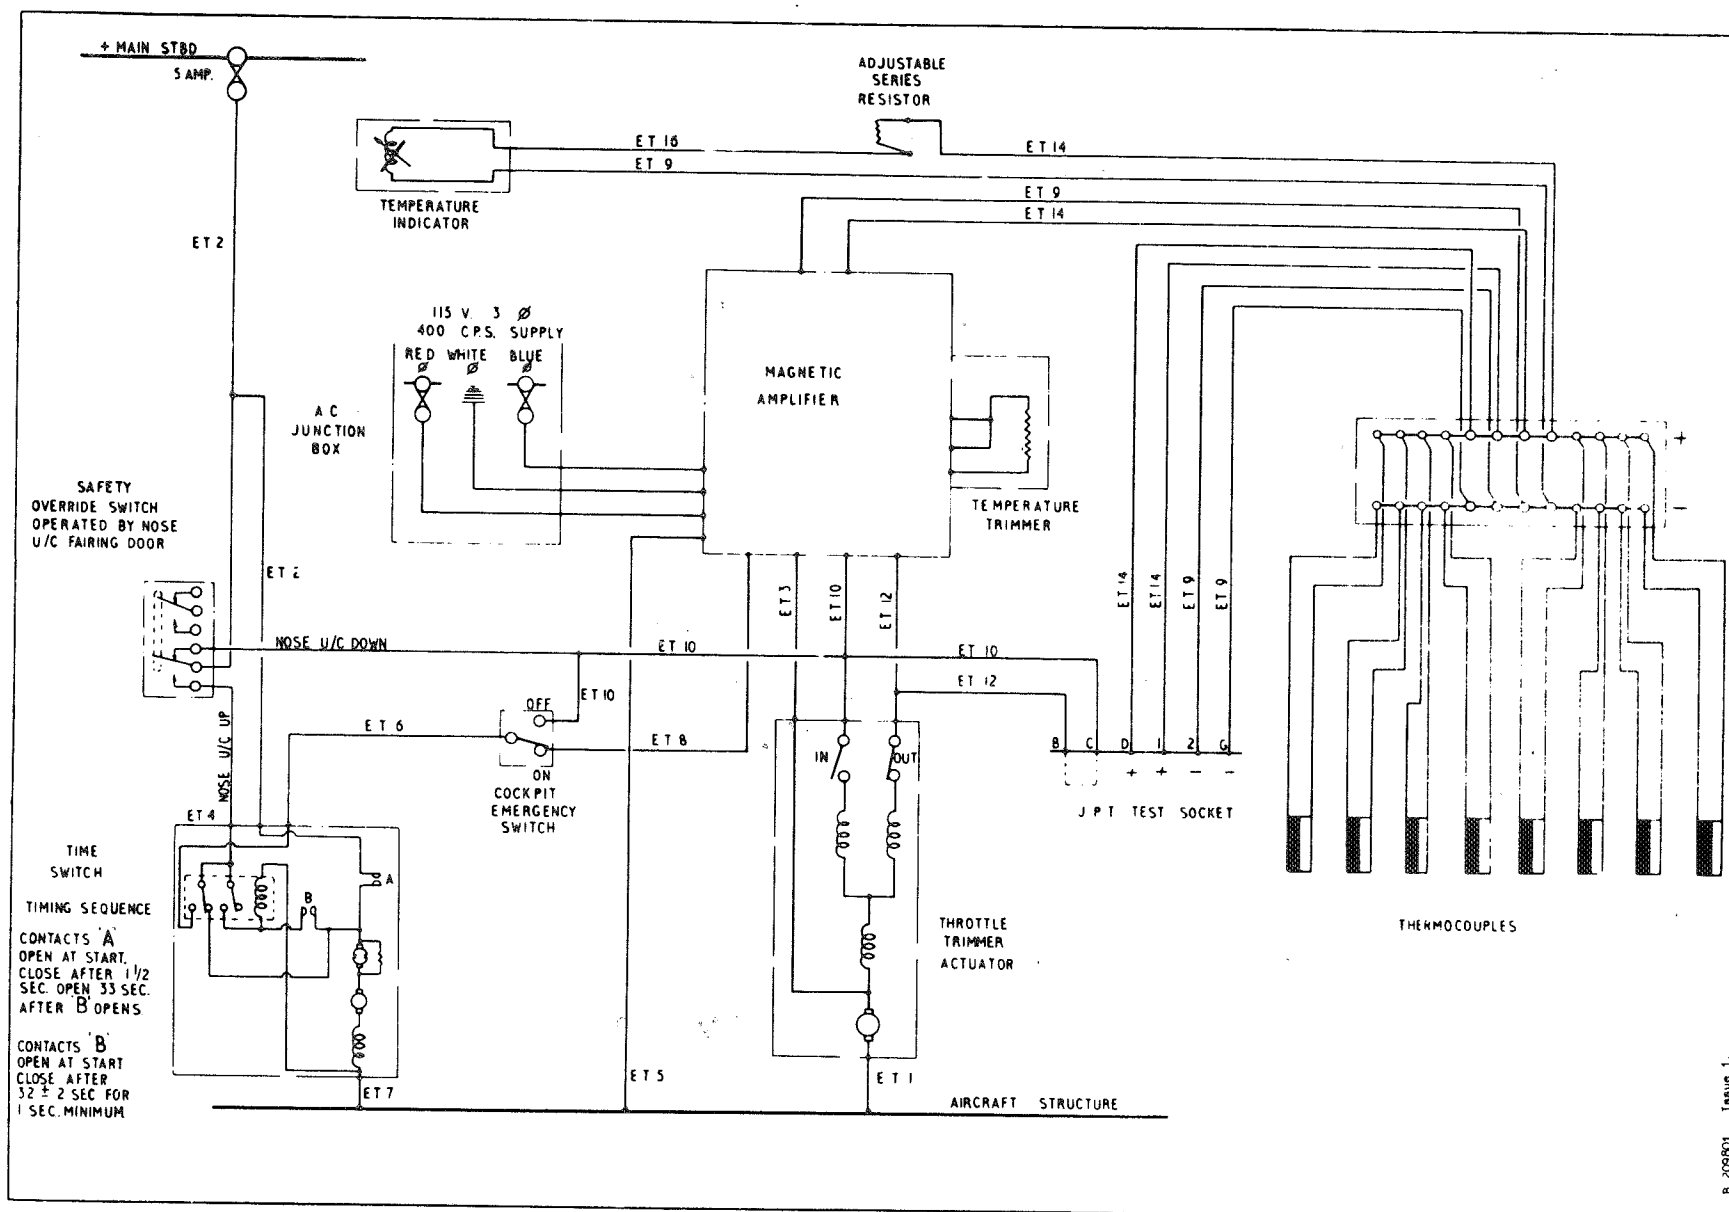 + MAIN STBD
5 AMP.
ADJUSTABLE
SERIES
RESISTOR
ET 16
ET 14
ET 9
TEMPERATURE
INDICATOR
ET 9
ET 14
ET 2
115 V. 3 Ø
400 C.P.S. SUPPLY
RED WHITE BLUE
Ø Ø Ø
A C
JUNCTION
BOX
MAGNETIC
AMPLIFIER
TEMPERATURE
TRIMMER
+
−
SAFETY
OVERRIDE SWITCH
OPERATED BY NOSE
U/C FAIRING DOOR
ET 2
ET 3
ET 10
ET 12
ET 14
ET 14
ET 9
ET 9
NOSE U/C DOWN
ET 10
ET 10
ET 12
ET 10
NOSE U/C UP
OFF
ET 6
ET 8
ON
COCKPIT
EMERGENCY
SWITCH
IN
OUT
B C D 1 2 G
+ + − −
J P T TEST SOCKET
ET 4
TIME
SWITCH
A
B
TIMING SEQUENCE
CONTACTS 'A'
OPEN AT START,
CLOSE AFTER 1 1/2
SEC. OPEN 33 SEC.
AFTER 'B' OPENS
CONTACTS 'B'
OPEN AT START
CLOSE AFTER
32 ± 2 SEC FOR
1 SEC. MINIMUM
THROTTLE
TRIMMER
ACTUATOR
THERMOCOUPLES
ET 7
ET 5
ET 1
AIRCRAFT STRUCTURE
B 209801 Issue 1.